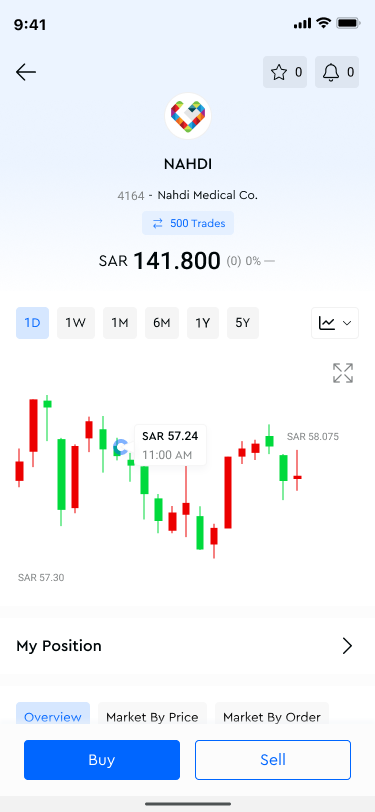 9:41
0 0
NAHDI
4164 - Nahdi Medical Co.
500 Trades
SAR 141.800 (0) 0% —
1D 1W 1M 6M 1Y 5Y
SAR 57.24
11:00 AM
SAR 58.075
SAR 57.30
My Position
Overview Market By Price Market By Order
Buy Sell